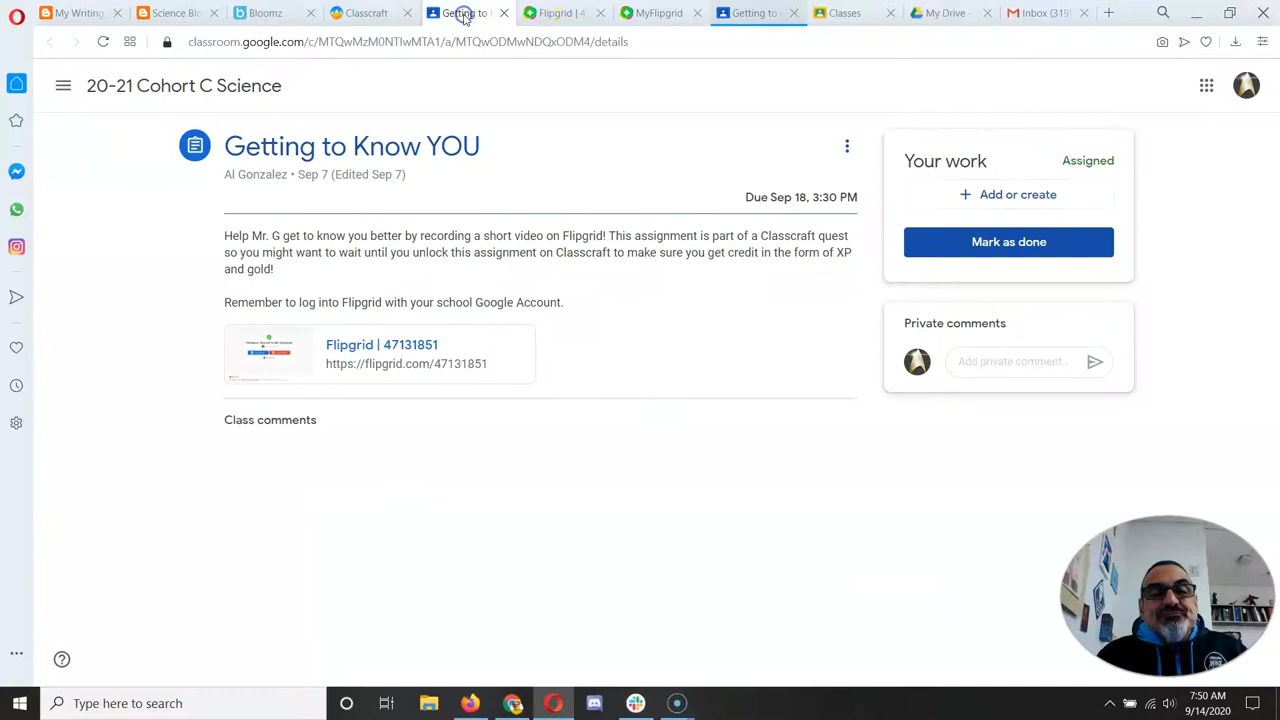 My Writing
Science Blo
Bloomz
Classcraft
Getting to K
Flipgrid | 4
MyFlipgrid
Getting to
Classes
My Drive -
Inbox (319
classroom.google.com/c/MTQwMzM0NTIwMTA1/a/MTQwODMwNDQxODM4/details
20-21 Cohort C Science
Getting to Know YOU
Al Gonzalez • Sep 7 (Edited Sep 7)
Due Sep 18, 3:30 PM
Help Mr. G get to know you better by recording a short video on Flipgrid! This assignment is part of a Classcraft quest
so you might want to wait until you unlock this assignment on Classcraft to make sure you get credit in the form of XP
and gold!
Remember to log into Flipgrid with your school Google Account.
Flipgrid | 47131851
https://flipgrid.com/47131851
Class comments
Your work
Assigned
+ Add or create
Mark as done
Private comments
Add private comment...
Type here to search
7:50 AM
9/14/2020